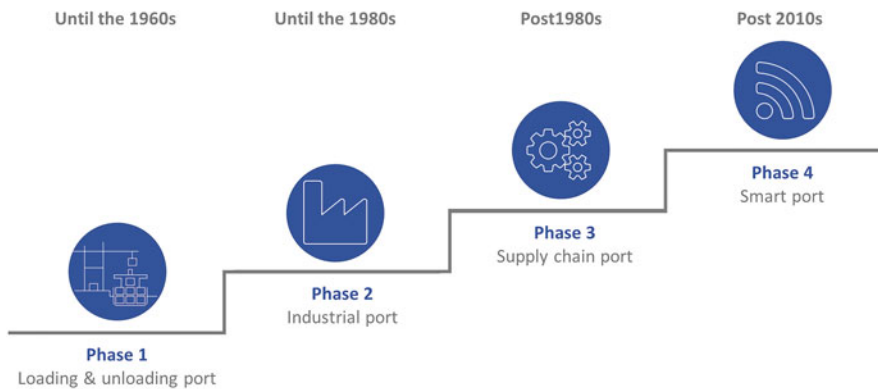 Until the 1960s
Until the 1980s
Post1980s
Post 2010s
Phase 4
Smart port
Phase 3
Supply chain port
Phase 2
Industrial port
Phase 1
Loading & unloading port